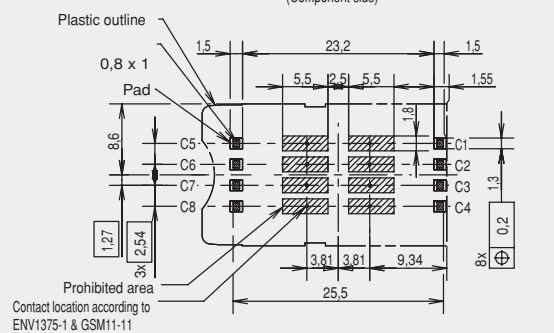 (Component side)
Plastic outline
1,5
23,2
1,5
0,8 x 1
5,5
2,5
5,5
1,55
Pad
1,8
8,6
C5
C1
C6
C2
C7
C3
C8
C4
1,3
1,27
3x 2,54
8x ⌖ 0,2
Prohibited area
3,81
3,81
9,34
Contact location according to
ENV1375-1 & GSM11-11
25,5